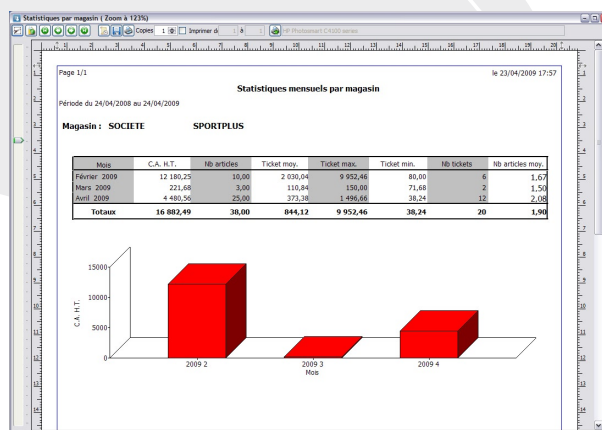 Statistiques par magasin ( Zoom à 123%)
Copies 1 Imprimer de 1 à 1 HP Photosmart C4100 series
Page 1/1 le 23/04/2009 17:57
Statistiques mensuels par magasin
Période du 24/04/2008 au 24/04/2009
Magasin : SOCIETE SPORTPLUS
Mois C.A. H.T. Nb articles Ticket moy. Ticket max. Ticket min. Nb tickets Nb articles moy.
Février 2009 12 180,25 10,00 2 030,04 9 952,46 80,00 6 1,67
Mars 2009 221,68 3,00 110,84 150,00 71,68 2 1,50
Avril 2009 4 480,56 25,00 373,38 1 496,66 38,24 12 2,08
Totaux 16 882,49 38,00 844,12 9 952,46 38,24 20 1,90
15000
10000
5000
0
C.A. H.T.
2009 2 2009 3 2009 4
Mois